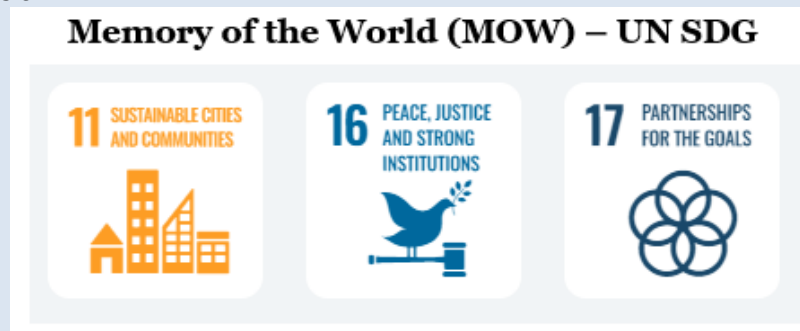 Memory of the World (MOW) – UN SDG
11 SUSTAINABLE CITIES
AND COMMUNITIES
16 PEACE, JUSTICE
AND STRONG
INSTITUTIONS
17 PARTNERSHIPS
FOR THE GOALS